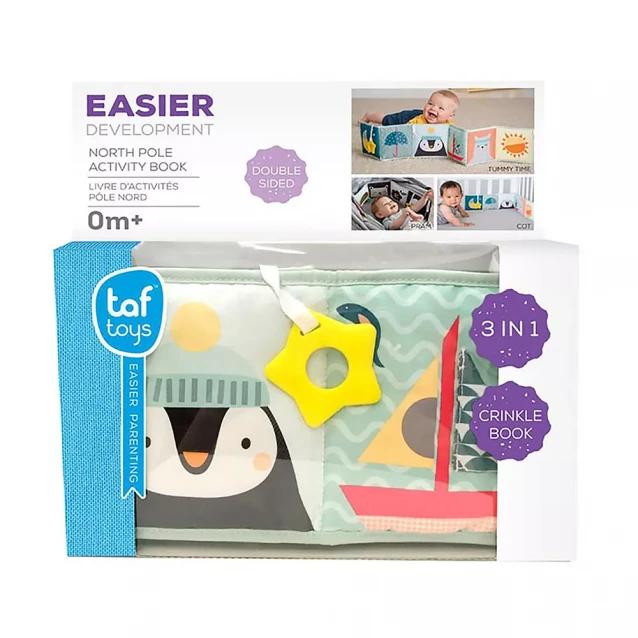 EASIER
DEVELOPMENT
NORTH POLE
ACTIVITY BOOK
LIVRE D'ACTIVITÉS
PÔLE NORD
0m+
DOUBLE
SIDED
TUMMY TIME
PRAM
COT
taf
toys
EASIER PARENTING
3 IN 1
CRINKLE
BOOK